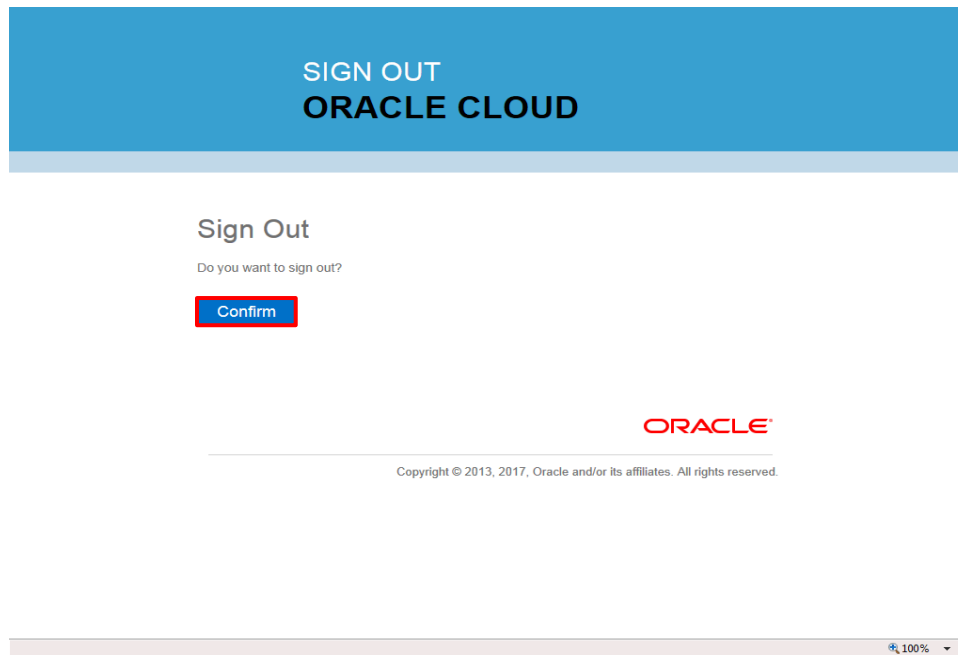 SIGN OUT
ORACLE CLOUD
Sign Out
Do you want to sign out?
Confirm
ORACLE
Copyright © 2013, 2017, Oracle and/or its affiliates. All rights reserved.
100%